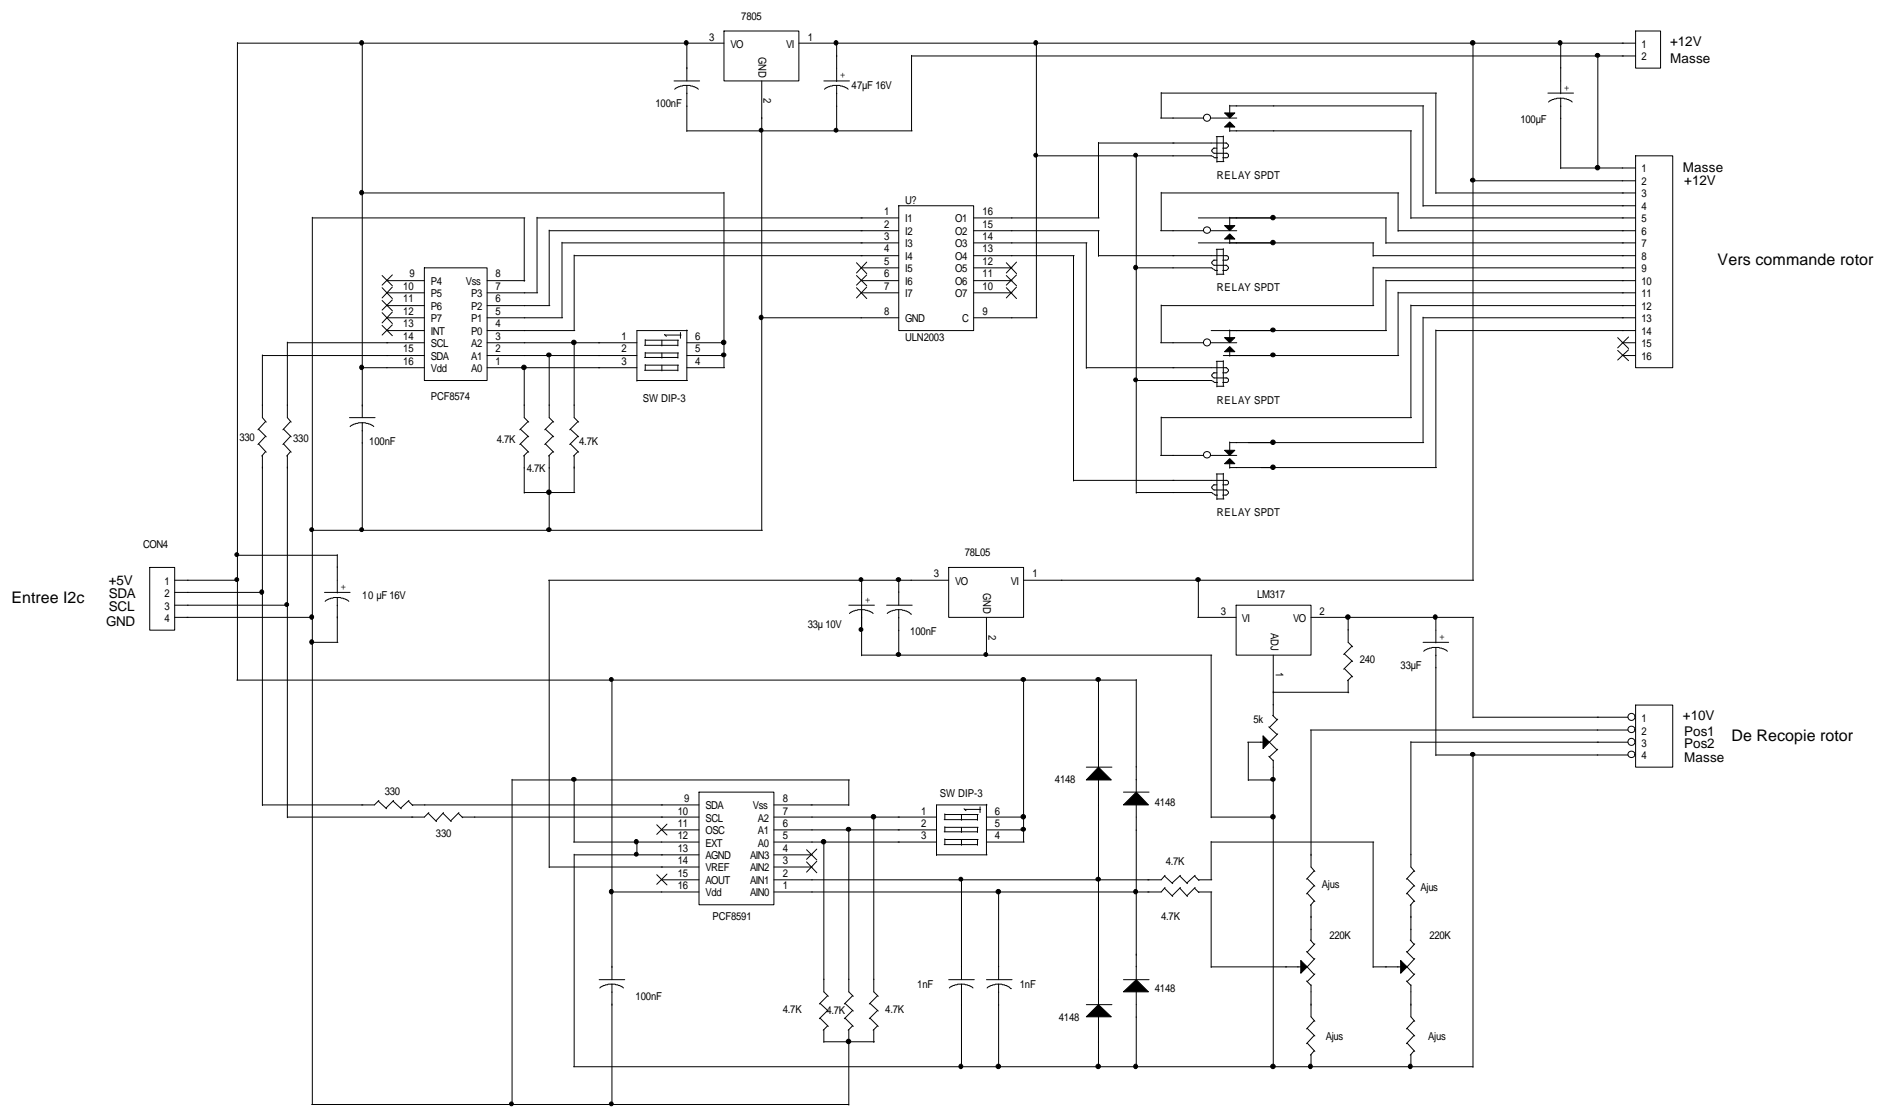 7805
3 VO VI 1
GND
2
100nF
47µF 16V
1 +12V
2 Masse
100µF
RELAY SPDT
RELAY SPDT
RELAY SPDT
RELAY SPDT
1 Masse
2 +12V
3
4
5
6
7
8
9
10
11
12
13
14
15
16
Vers commande rotor
U?
1 I1 O1 16
2 I2 O2 15
3 I3 O3 14
4 I4 O4 13
5 I5 O5 12
6 I6 O6 11
7 I7 O7 10
8 GND C 9
ULN2003
9 P4 Vss 8
10 P5 P3 7
11 P6 P2 6
12 P7 P1 5
13 INT P0 4
14 SCL A2 3
15 SDA A1 2
16 Vdd A0 1
PCF8574
1 6
2 5
3 4
SW DIP-3
330
330
100nF
4.7K
4.7K
4.7K
CON4
Entree I2c
+5V 1
SDA 2
SCL 3
GND 4
10 µF 16V
78L05
3 VO VI 1
GND
2
33µ 10V
100nF
LM317
3 VI VO 2
ADJ
1
240
33µF
5k
1 +10V
2 Pos1
3 Pos2
4 Masse
De Recopie rotor
330
330
9 SDA Vss 8
10 SCL A2 7
11 OSC A1 6
12 EXT A0 5
13 AGND AIN3 4
14 VREF AIN2 3
15 AOUT AIN1 2
16 Vdd AIN0 1
PCF8591
SW DIP-3
1 6
2 5
3 4
4148
4148
4148
4148
4.7K
4.7K
Ajus
Ajus
220K
220K
Ajus
Ajus
100nF
4.7K
4.7K
4.7K
1nF
1nF